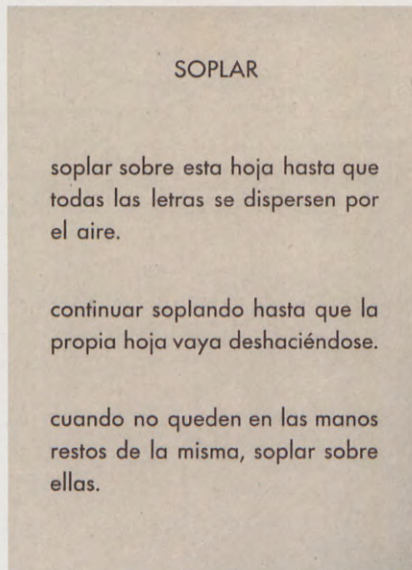 SOPLAR
soplar sobre esta hoja hasta que
todas las letras se dispersen por
el aire.
continuar soplando hasta que la
propia hoja vaya deshaciéndose.
cuando no queden en las manos
restos de la misma, soplar sobre
ellas.